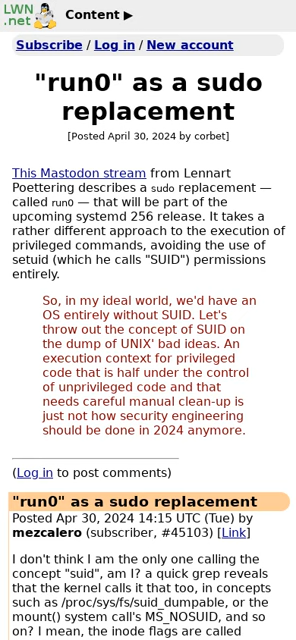 LWN
.net
Content ▶
Subscribe / Log in / New account
"run0" as a sudo
replacement
[Posted April 30, 2024 by corbet]
This Mastodon stream from Lennart
Poettering describes a sudo replacement —
called run0 — that will be part of the
upcoming systemd 256 release. It takes a
rather different approach to the execution of
privileged commands, avoiding the use of
setuid (which he calls "SUID") permissions
entirely.
So, in my ideal world, we'd have an
OS entirely without SUID. Let's
throw out the concept of SUID on
the dump of UNIX' bad ideas. An
execution context for privileged
code that is half under the control
of unprivileged code and that
needs careful manual clean-up is
just not how security engineering
should be done in 2024 anymore.
(Log in to post comments)
"run0" as a sudo replacement
Posted Apr 30, 2024 14:15 UTC (Tue) by
mezcalero (subscriber, #45103) [Link]
I don't think I am the only one calling the
concept "suid", am I? a quick grep reveals
that the kernel calls it that too, in concepts
such as /proc/sys/fs/suid_dumpable, or the
mount() system call's MS_NOSUID, and so
on? I mean, the inode flags are called